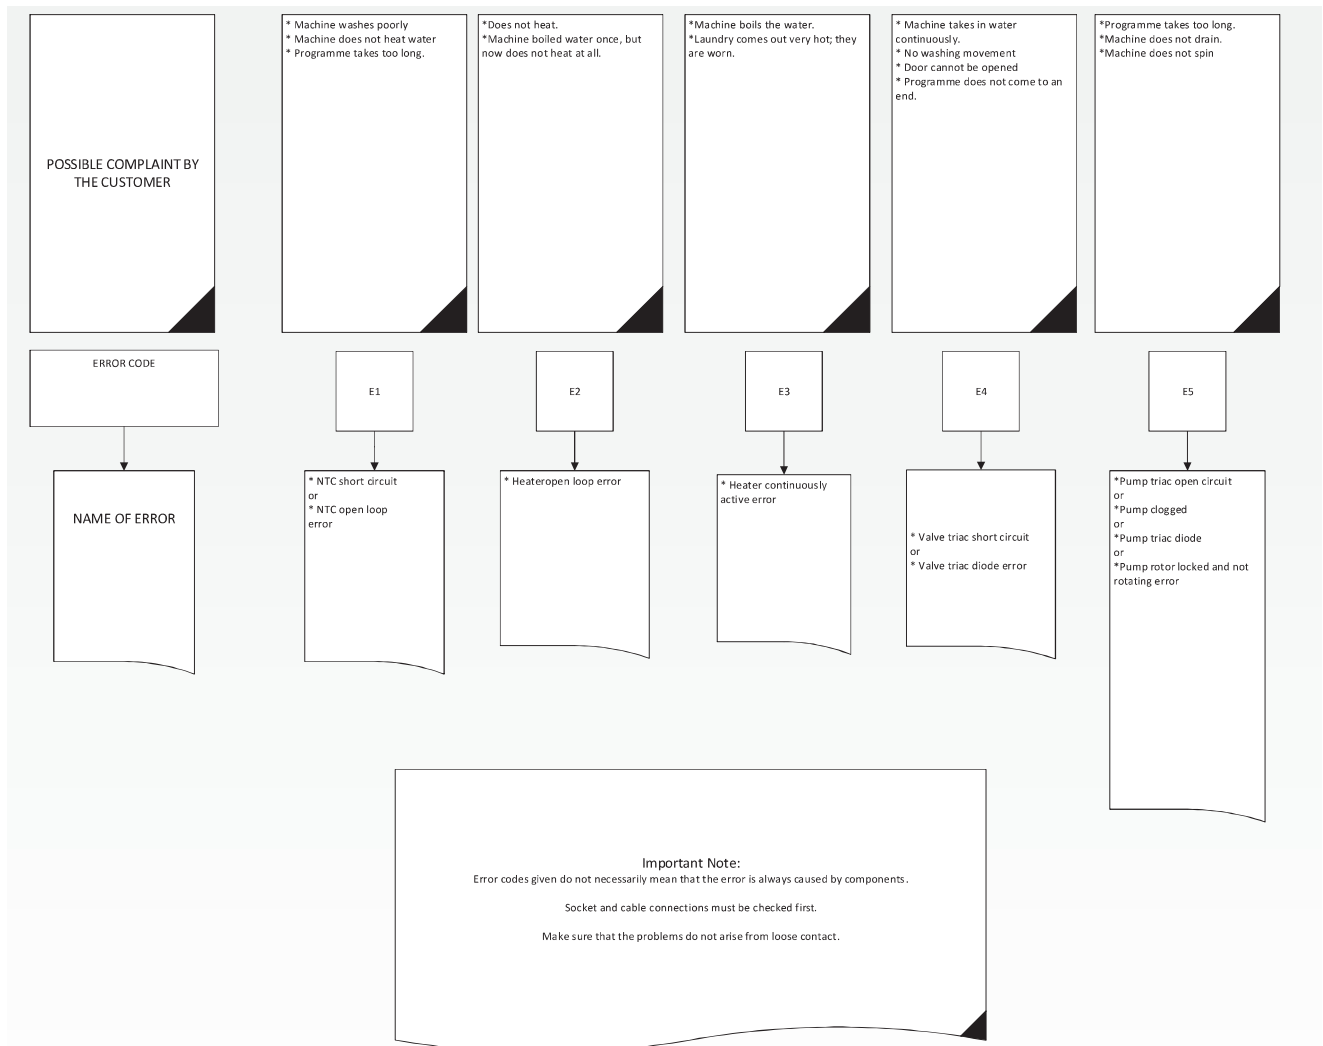 POSSIBLE COMPLAINT BY
THE CUSTOMER
* Machine washes poorly
* Machine does not heat water
* Programme takes too long.
*Does not heat.
*Machine boiled water once, but
now does not heat at all.
*Machine boils the water.
*Laundry comes out very hot; they
are worn.
* Machine takes in water
continuously.
* No washing movement
* Door cannot be opened
* Programme does not come to an
end.
*Programme takes too long.
*Machine does not drain.
*Machine does not spin
ERROR CODE
E1
E2
E3
E4
E5
NAME OF ERROR
* NTC short circuit
or
* NTC open loop
error
* Heateropen loop error
* Heater continuously
active error
* Valve triac short circuit
or
* Valve triac diode error
*Pump triac open circuit
or
*Pump clogged
or
*Pump triac diode
or
*Pump rotor locked and not
rotating error
Important Note:
Error codes given do not necessarily mean that the error is always caused by components.
Socket and cable connections must be checked first.
Make sure that the problems do not arise from loose contact.